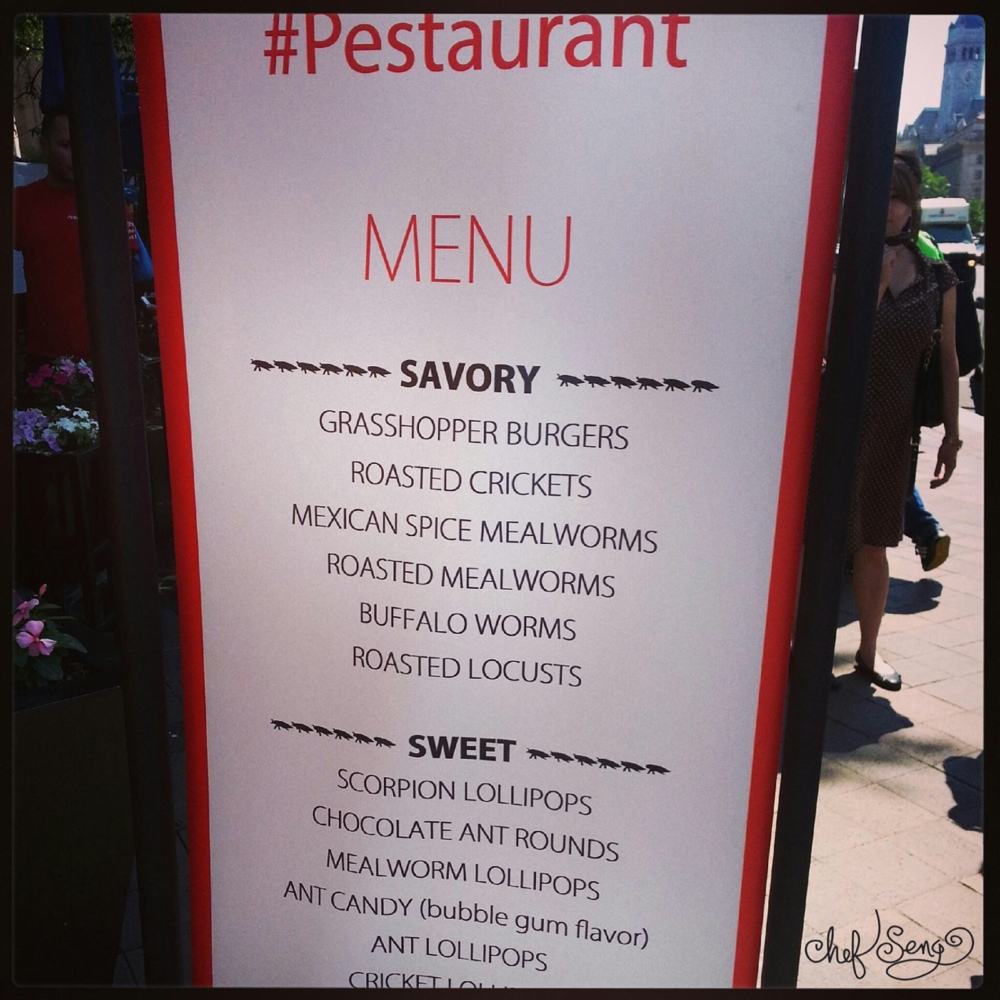 #Pestaurant
MENU
SAVORY
GRASSHOPPER BURGERS
ROASTED CRICKETS
MEXICAN SPICE MEALWORMS
ROASTED MEALWORMS
BUFFALO WORMS
ROASTED LOCUSTS
SWEET
SCORPION LOLLIPOPS
CHOCOLATE ANT ROUNDS
MEALWORM LOLLIPOPS
ANT CANDY (bubble gum flavor)
ANT LOLLIPOPS
CRICKET
chef Seng